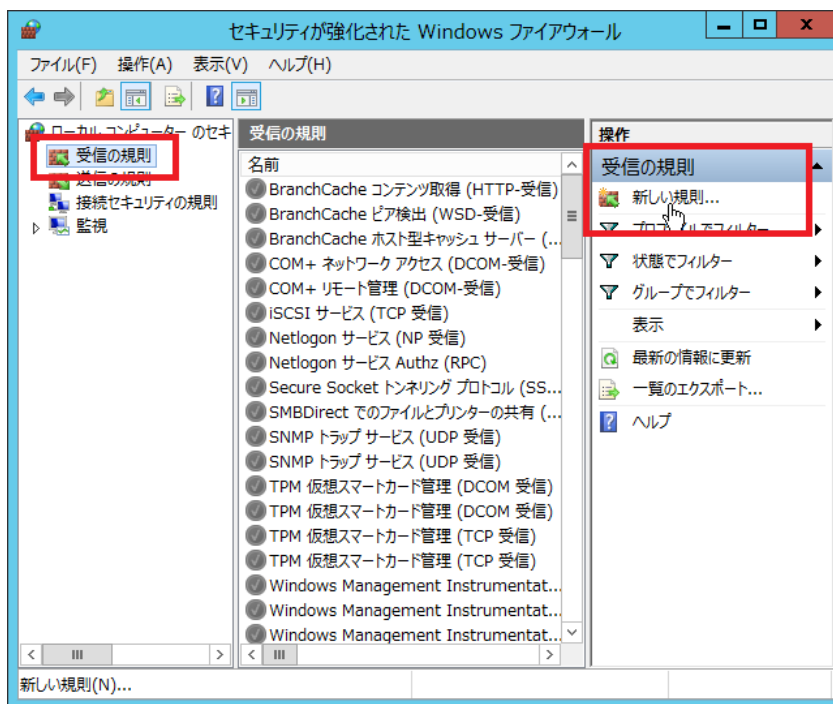 セキュリティが強化された Windows ファイアウォール
ファイル(F) 操作(A) 表示(V) ヘルプ(H)
ローカル コンピューター のセキ
受信の規則
送信の規則
接続セキュリティの規則
監視
受信の規則
名前
BranchCache コンテンツ取得 (HTTP-受信)
BranchCache ピア検出 (WSD-受信)
BranchCache ホスト型キャッシュ サーバー (...
COM+ ネットワーク アクセス (DCOM-受信)
COM+ リモート管理 (DCOM-受信)
iSCSI サービス (TCP 受信)
Netlogon サービス (NP 受信)
Netlogon サービス Authz (RPC)
Secure Socket トンネリング プロトコル (SS...
SMBDirect でのファイルとプリンターの共有 (...
SNMP トラップ サービス (UDP 受信)
SNMP トラップ サービス (UDP 受信)
TPM 仮想スマートカード管理 (DCOM 受信)
TPM 仮想スマートカード管理 (DCOM 受信)
TPM 仮想スマートカード管理 (TCP 受信)
TPM 仮想スマートカード管理 (TCP 受信)
Windows Management Instrumentat...
Windows Management Instrumentat...
Windows Management Instrumentat...
操作
受信の規則
新しい規則...
プロファイルでフィルター
状態でフィルター
グループでフィルター
表示
最新の情報に更新
一覧のエクスポート...
ヘルプ
新しい規則(N)...